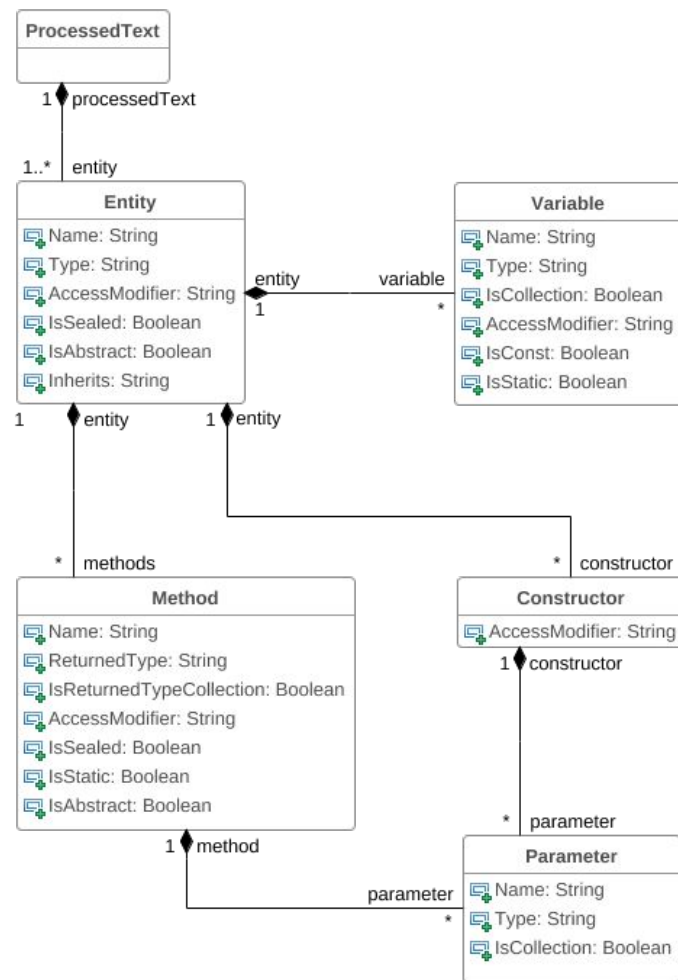 ProcessedText
1 processedText
1..* entity
Entity
Name: String
Type: String
AccessModifier: String
IsSealed: Boolean
IsAbstract: Boolean
Inherits: String
entity
1
variable
*
Variable
Name: String
Type: String
IsCollection: Boolean
AccessModifier: String
IsConst: Boolean
IsStatic: Boolean
1 entity
1 entity
* methods
* constructor
Method
Name: String
ReturnedType: String
IsReturnedTypeCollection: Boolean
AccessModifier: String
IsSealed: Boolean
IsStatic: Boolean
IsAbstract: Boolean
Constructor
AccessModifier: String
1 constructor
* parameter
1 method
parameter
*
Parameter
Name: String
Type: String
IsCollection: Boolean